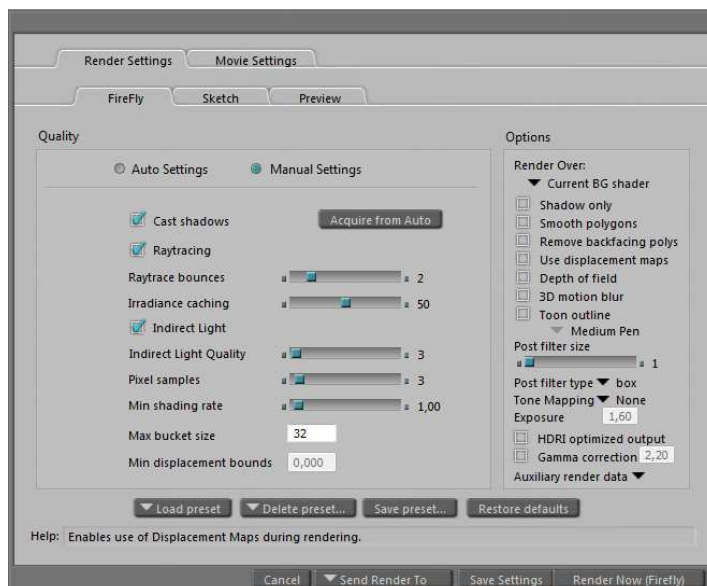 Render Settings
Movie Settings
FireFly
Sketch
Preview
Quality
Auto Settings
Manual Settings
Cast shadows
Acquire from Auto
Raytracing
Raytrace bounces 2
Irradiance caching 50
Indirect Light
Indirect Light Quality 3
Pixel samples 3
Min shading rate 1,00
Max bucket size 32
Min displacement bounds 0,000
Options
Render Over:
Current BG shader
Shadow only
Smooth polygons
Remove backfacing polys
Use displacement maps
Depth of field
3D motion blur
Toon outline
Medium Pen
Post filter size
1
Post filter type box
Tone Mapping None
Exposure 1,60
HDRI optimized output
Gamma correction 2,20
Auxiliary render data
Load preset
Delete preset...
Save preset...
Restore defaults
Help: Enables use of Displacement Maps during rendering.
Cancel
Send Render To
Save Settings
Render Now (Firefly)